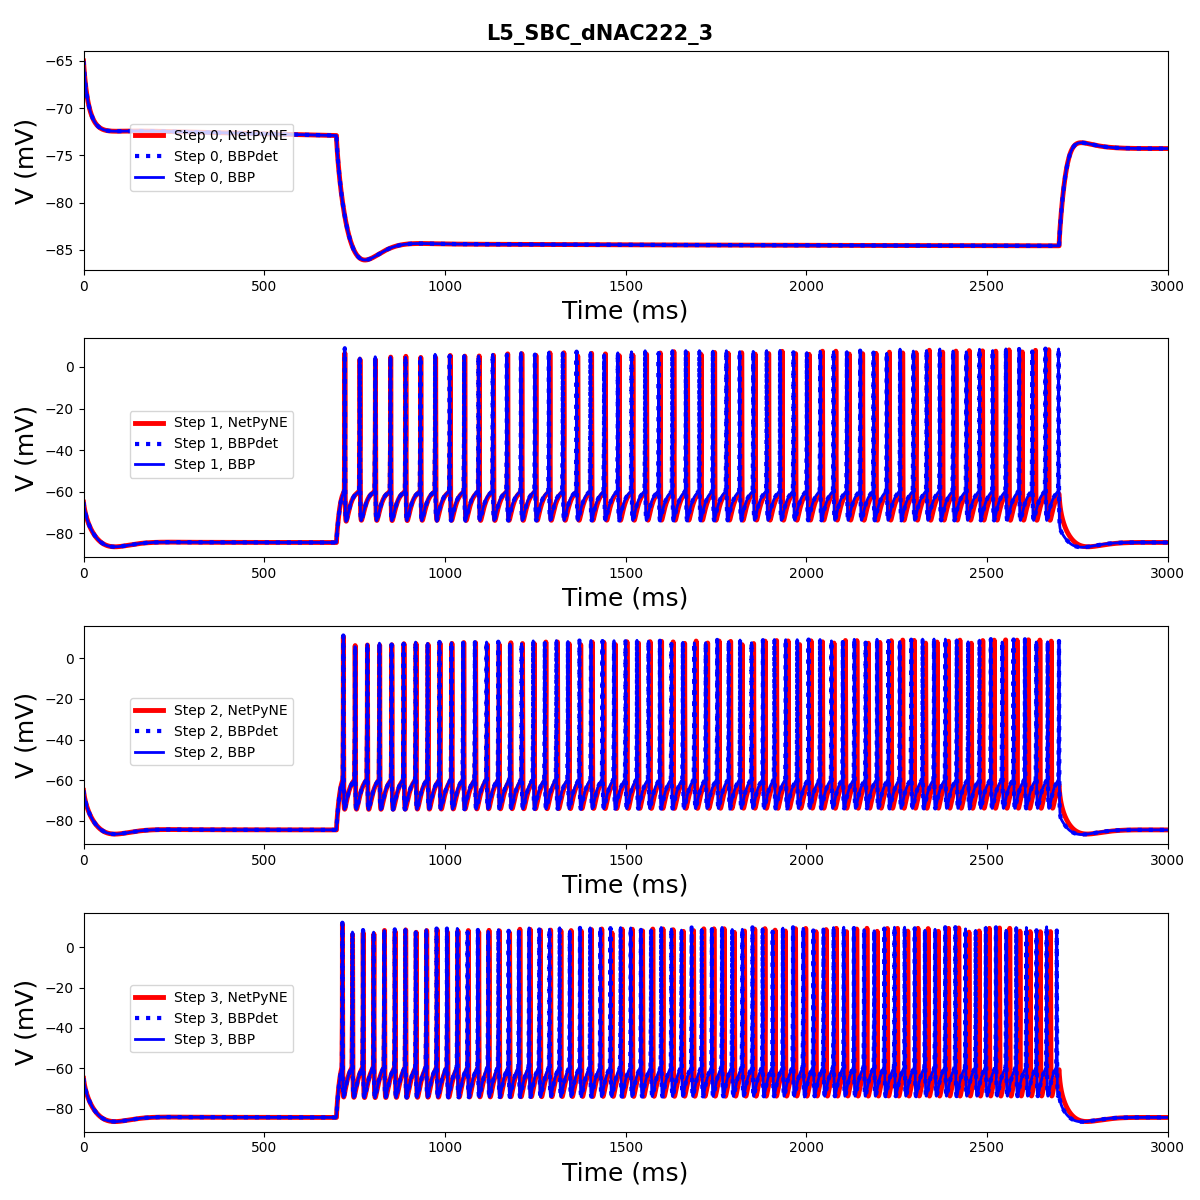 L5_SBC_dNAC222_3
−65
−70
−75
−80
−85
V (mV)
Step 0, NetPyNE
Step 0, BBPdet
Step 0, BBP
0 500 1000 1500 2000 2500 3000
Time (ms)
0
−20
−40
−60
−80
V (mV)
Step 1, NetPyNE
Step 1, BBPdet
Step 1, BBP
0 500 1000 1500 2000 2500 3000
Time (ms)
0
−20
−40
−60
−80
V (mV)
Step 2, NetPyNE
Step 2, BBPdet
Step 2, BBP
0 500 1000 1500 2000 2500 3000
Time (ms)
0
−20
−40
−60
−80
V (mV)
Step 3, NetPyNE
Step 3, BBPdet
Step 3, BBP
0 500 1000 1500 2000 2500 3000
Time (ms)